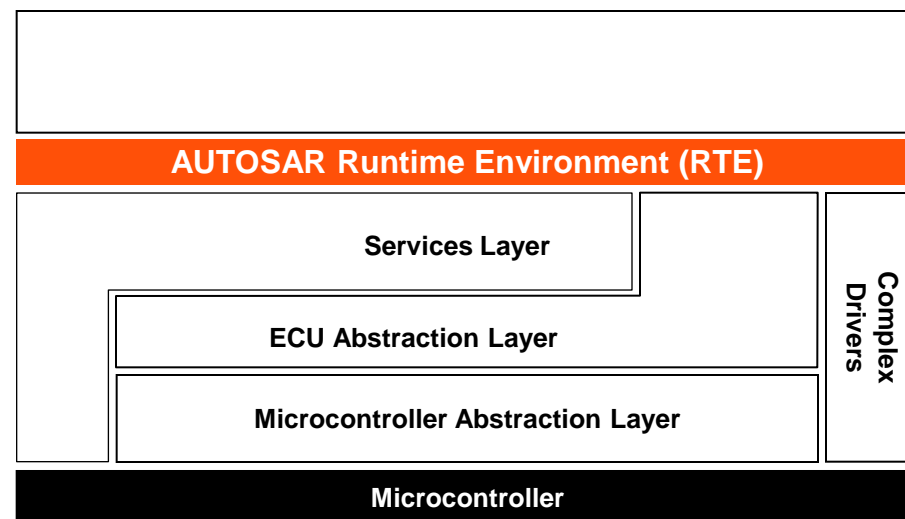 AUTOSAR Runtime Environment (RTE)
Services Layer
ECU Abstraction Layer
Microcontroller Abstraction Layer
Complex
Drivers
Microcontroller